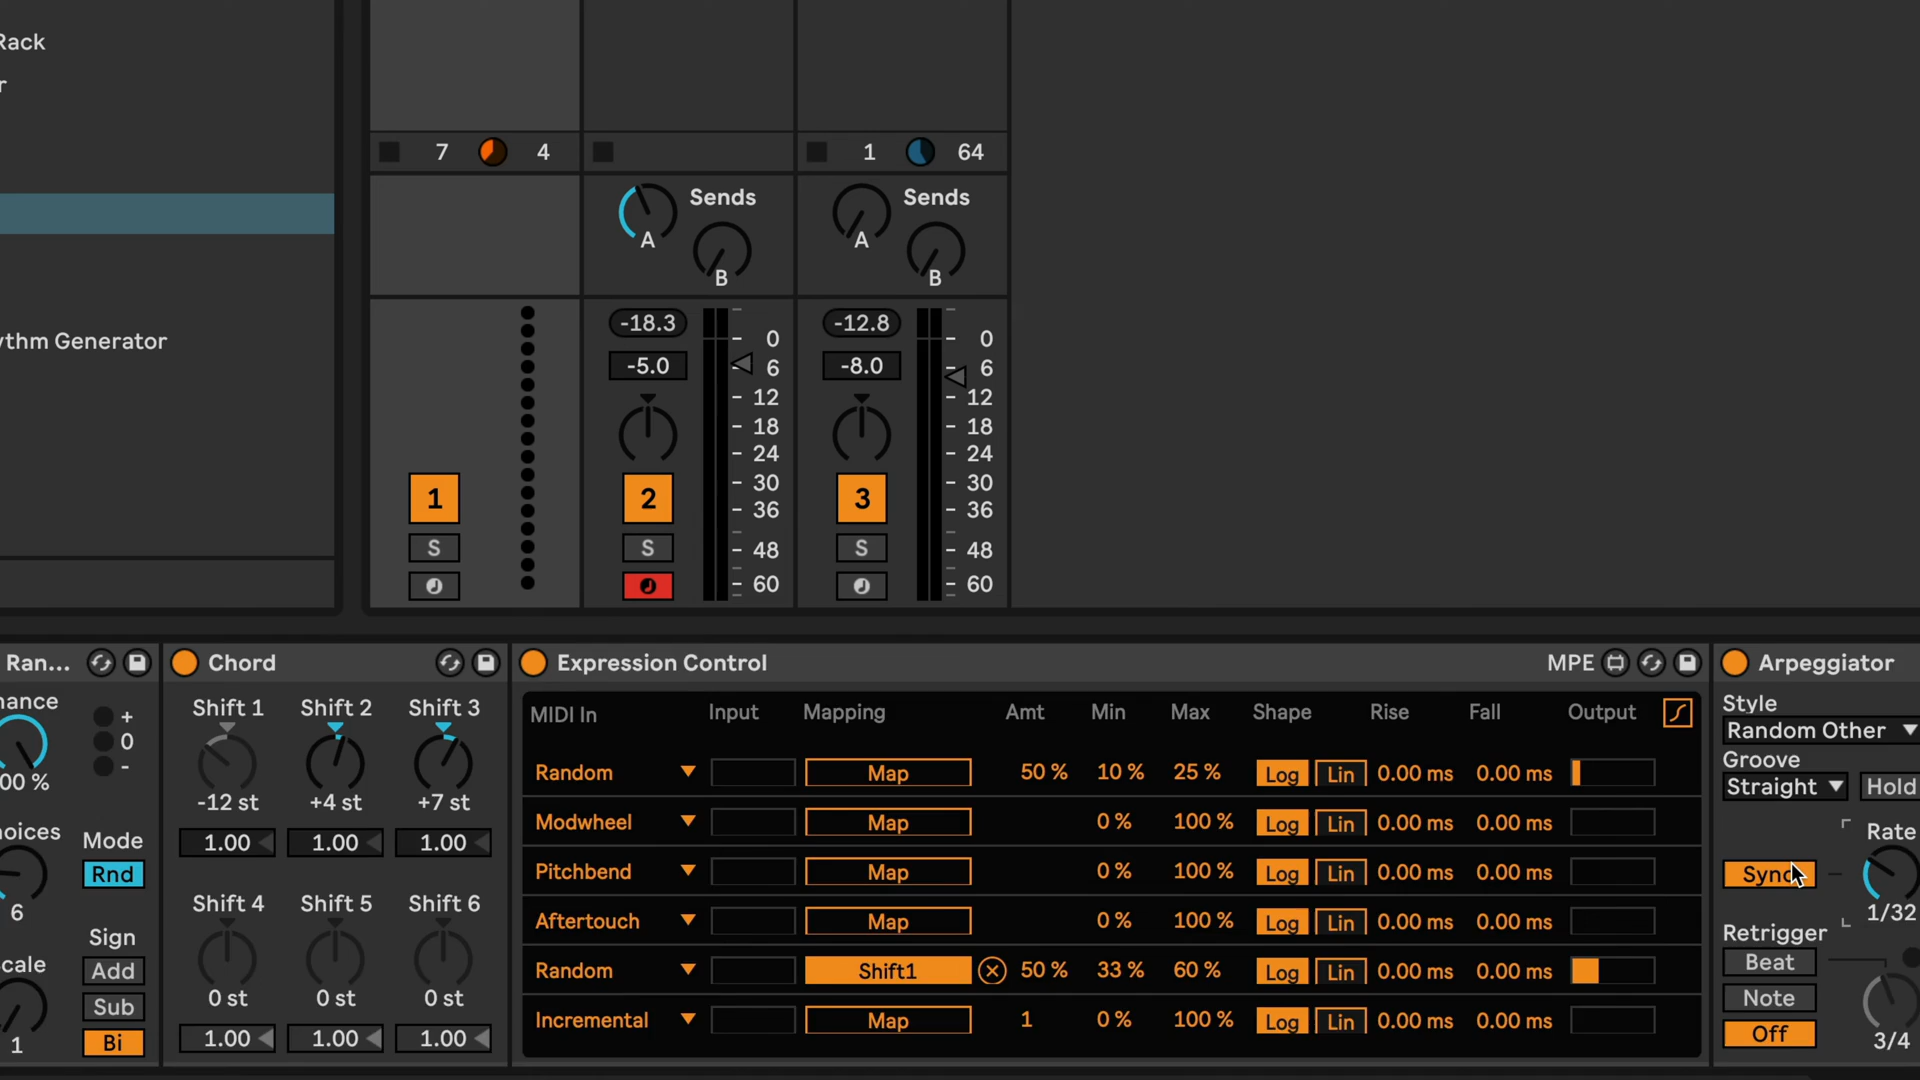 Rack
r
ythm Generator
7 4
1 64
Sends
A
B
Sends
A
B
-18.3
-5.0
0
6
12
18
24
30
36
48
60
-12.8
-8.0
0
6
12
18
24
30
36
48
60
1
2
3
S
S
S
Ran...
hance
00 %
+
0
-
hoices
6
Mode
Rnd
Sign
Add
Sub
Bi
cale
1
Chord
Shift 1 Shift 2 Shift 3
-12 st +4 st +7 st
1.00 1.00 1.00
Shift 4 Shift 5 Shift 6
0 st 0 st 0 st
1.00 1.00 1.00
Expression Control MPE
MIDI In Input Mapping Amt Min Max Shape Rise Fall Output
Random Map 50 % 10 % 25 % Log Lin 0.00 ms 0.00 ms
Modwheel Map 0 % 100 % Log Lin 0.00 ms 0.00 ms
Pitchbend Map 0 % 100 % Log Lin 0.00 ms 0.00 ms
Aftertouch Map 0 % 100 % Log Lin 0.00 ms 0.00 ms
Random Shift1 50 % 33 % 60 % Log Lin 0.00 ms 0.00 ms
Incremental Map 1 0 % 100 % Log Lin 0.00 ms 0.00 ms
Arpeggiator
Style
Random Other
Groove
Straight Hold
Rate
Sync
1/32
Retrigger
Beat
Note
Off
3/4